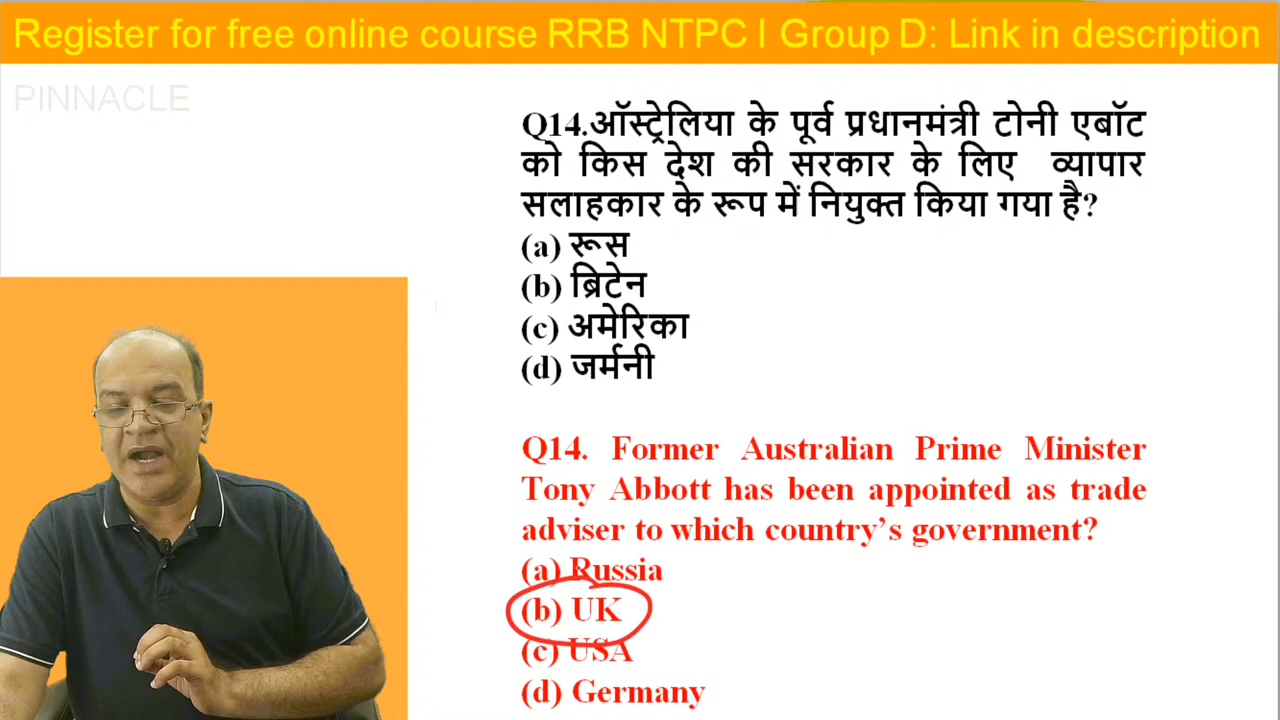 Register for free online course RRB NTPC I Group D: Link in description
PINNACLE
Q14.ऑस्ट्रेलिया के पूर्व प्रधानमंत्री टोनी एबॉट
को किस देश की सरकार के लिए व्यापार
सलाहकार के रूप में नियुक्त किया गया है?
(a) रूस
(b) ब्रिटेन
(c) अमेरिका
(d) जर्मनी
Q14. Former Australian Prime Minister
Tony Abbott has been appointed as trade
adviser to which country’s government?
(a) Russia
(b) UK
(c) USA
(d) Germany